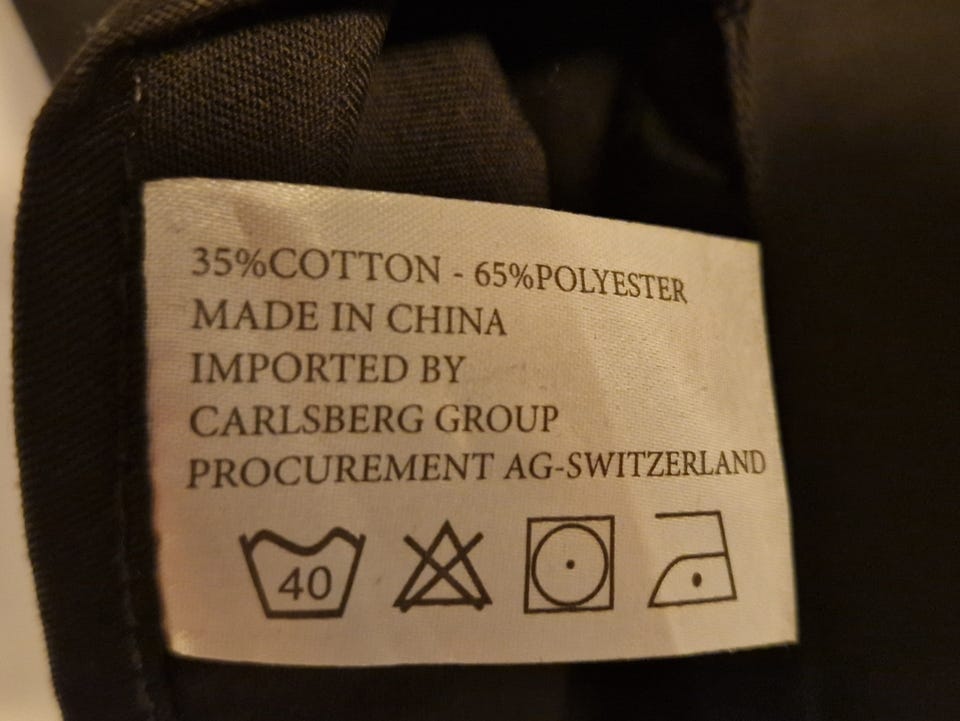 35%COTTON - 65%POLYESTER
MADE IN CHINA
IMPORTED BY
CARLSBERG GROUP
PROCUREMENT AG-SWITZERLAND
40